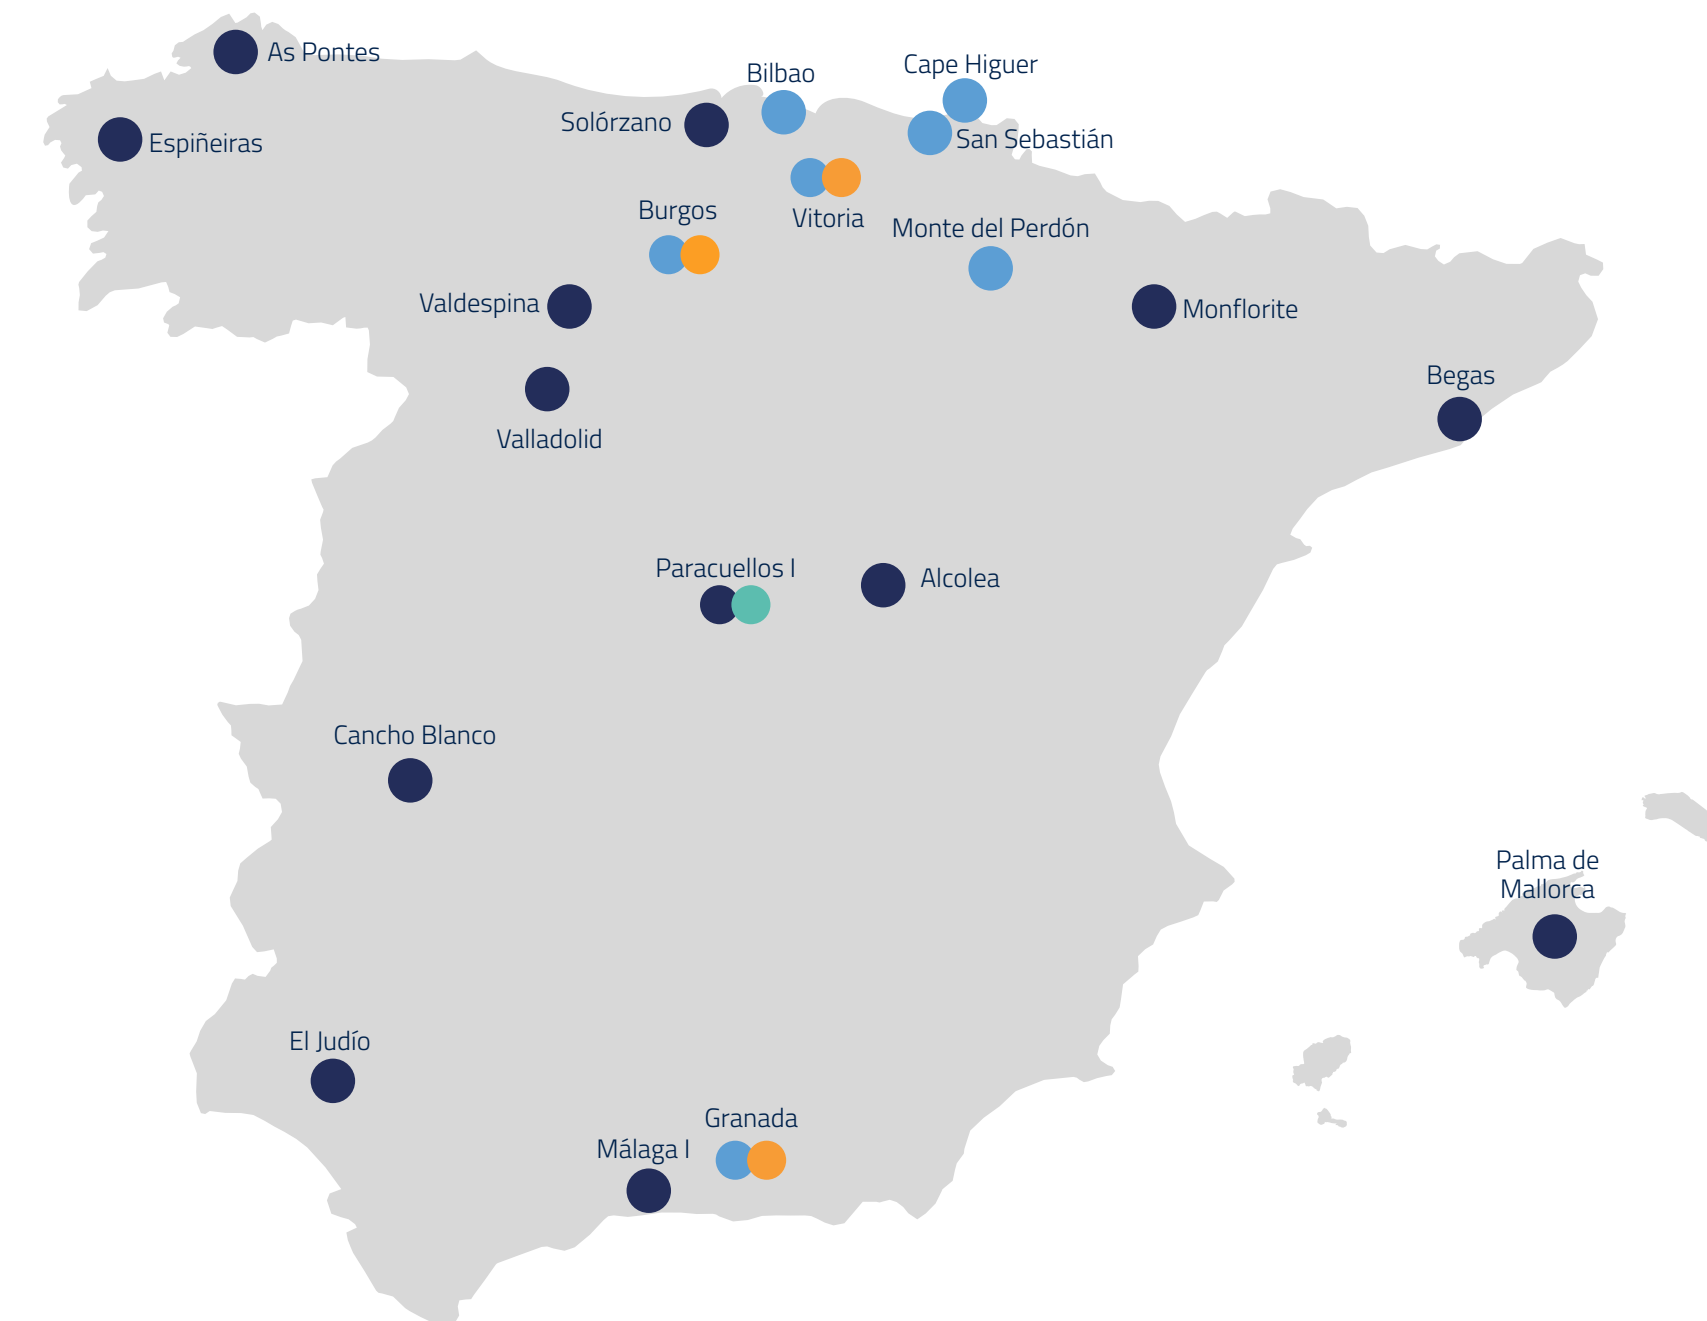 As Pontes
Cape Higuer
Bilbao
Solórzano
San Sebastián
Espiñeiras
Burgos
Vitoria
Monte del Perdón
Valdespina
Monflorite
Begas
Valladolid
Paracuellos I
Alcolea
Cancho Blanco
Palma de
Mallorca
El Judío
Granada
Málaga I